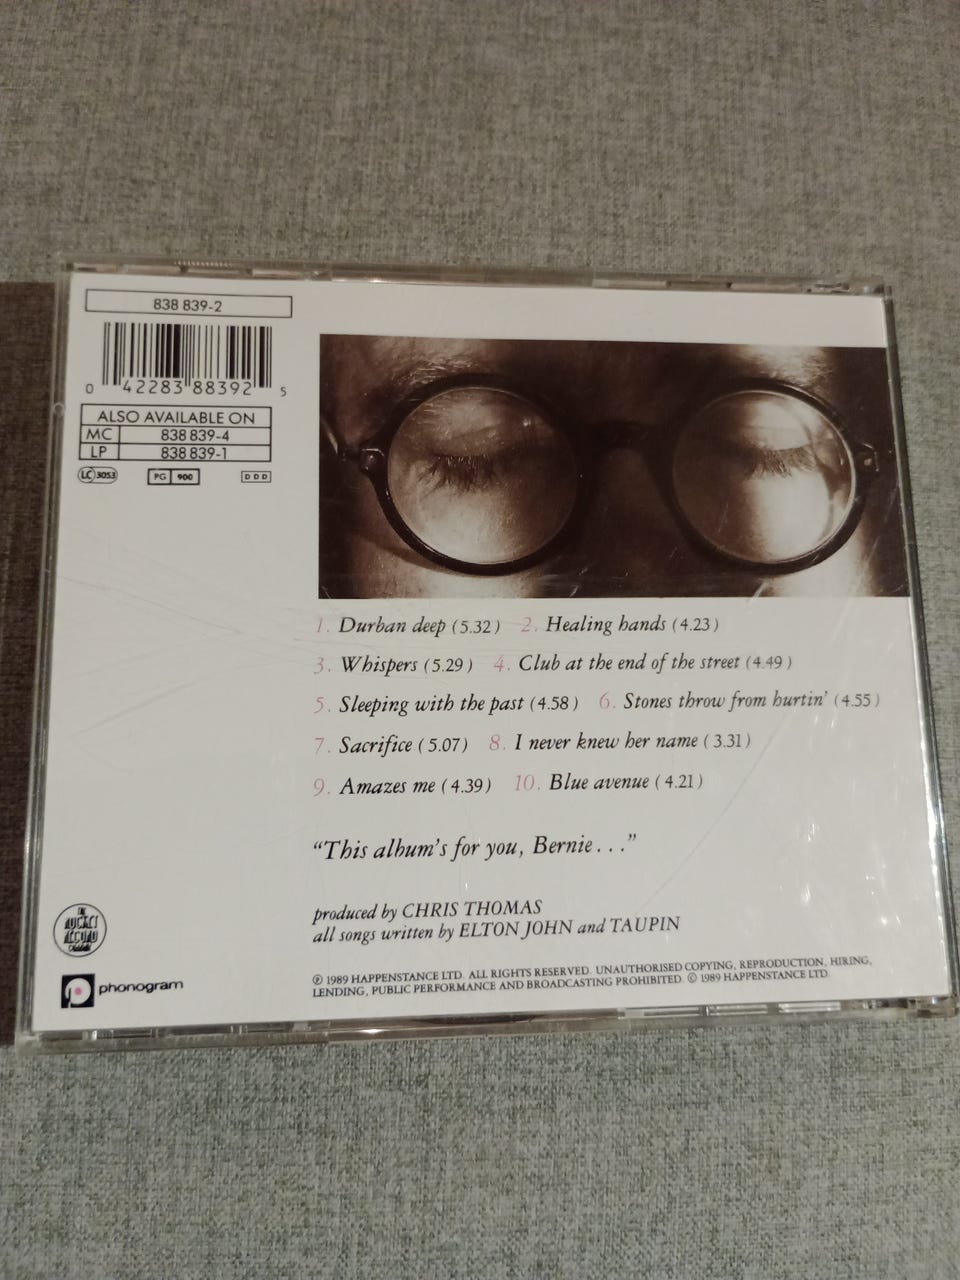 838 839-2
0 42283 88392 5
ALSO AVAILABLE ON
MC 838 839-4
LP 838 839-1
LC 3053 PG 900 DDD
1. Durban deep (5.32) 2. Healing hands (4.23)
3. Whispers (5.29) 4. Club at the end of the street (4.49)
5. Sleeping with the past (4.58) 6. Stones throw from hurtin' (4.55)
7. Sacrifice (5.07) 8. I never knew her name (3.31)
9. Amazes me (4.39) 10. Blue avenue (4.21)
"This album's for you, Bernie..."
produced by CHRIS THOMAS
all songs written by ELTON JOHN and TAUPIN
THE ROCKET RECORD COMPANY
phonogram
℗ 1989 HAPPENSTANCE LTD. ALL RIGHTS RESERVED. UNAUTHORISED COPYING, REPRODUCTION, HIRING,
LENDING, PUBLIC PERFORMANCE AND BROADCASTING PROHIBITED. © 1989 HAPPENSTANCE LTD.